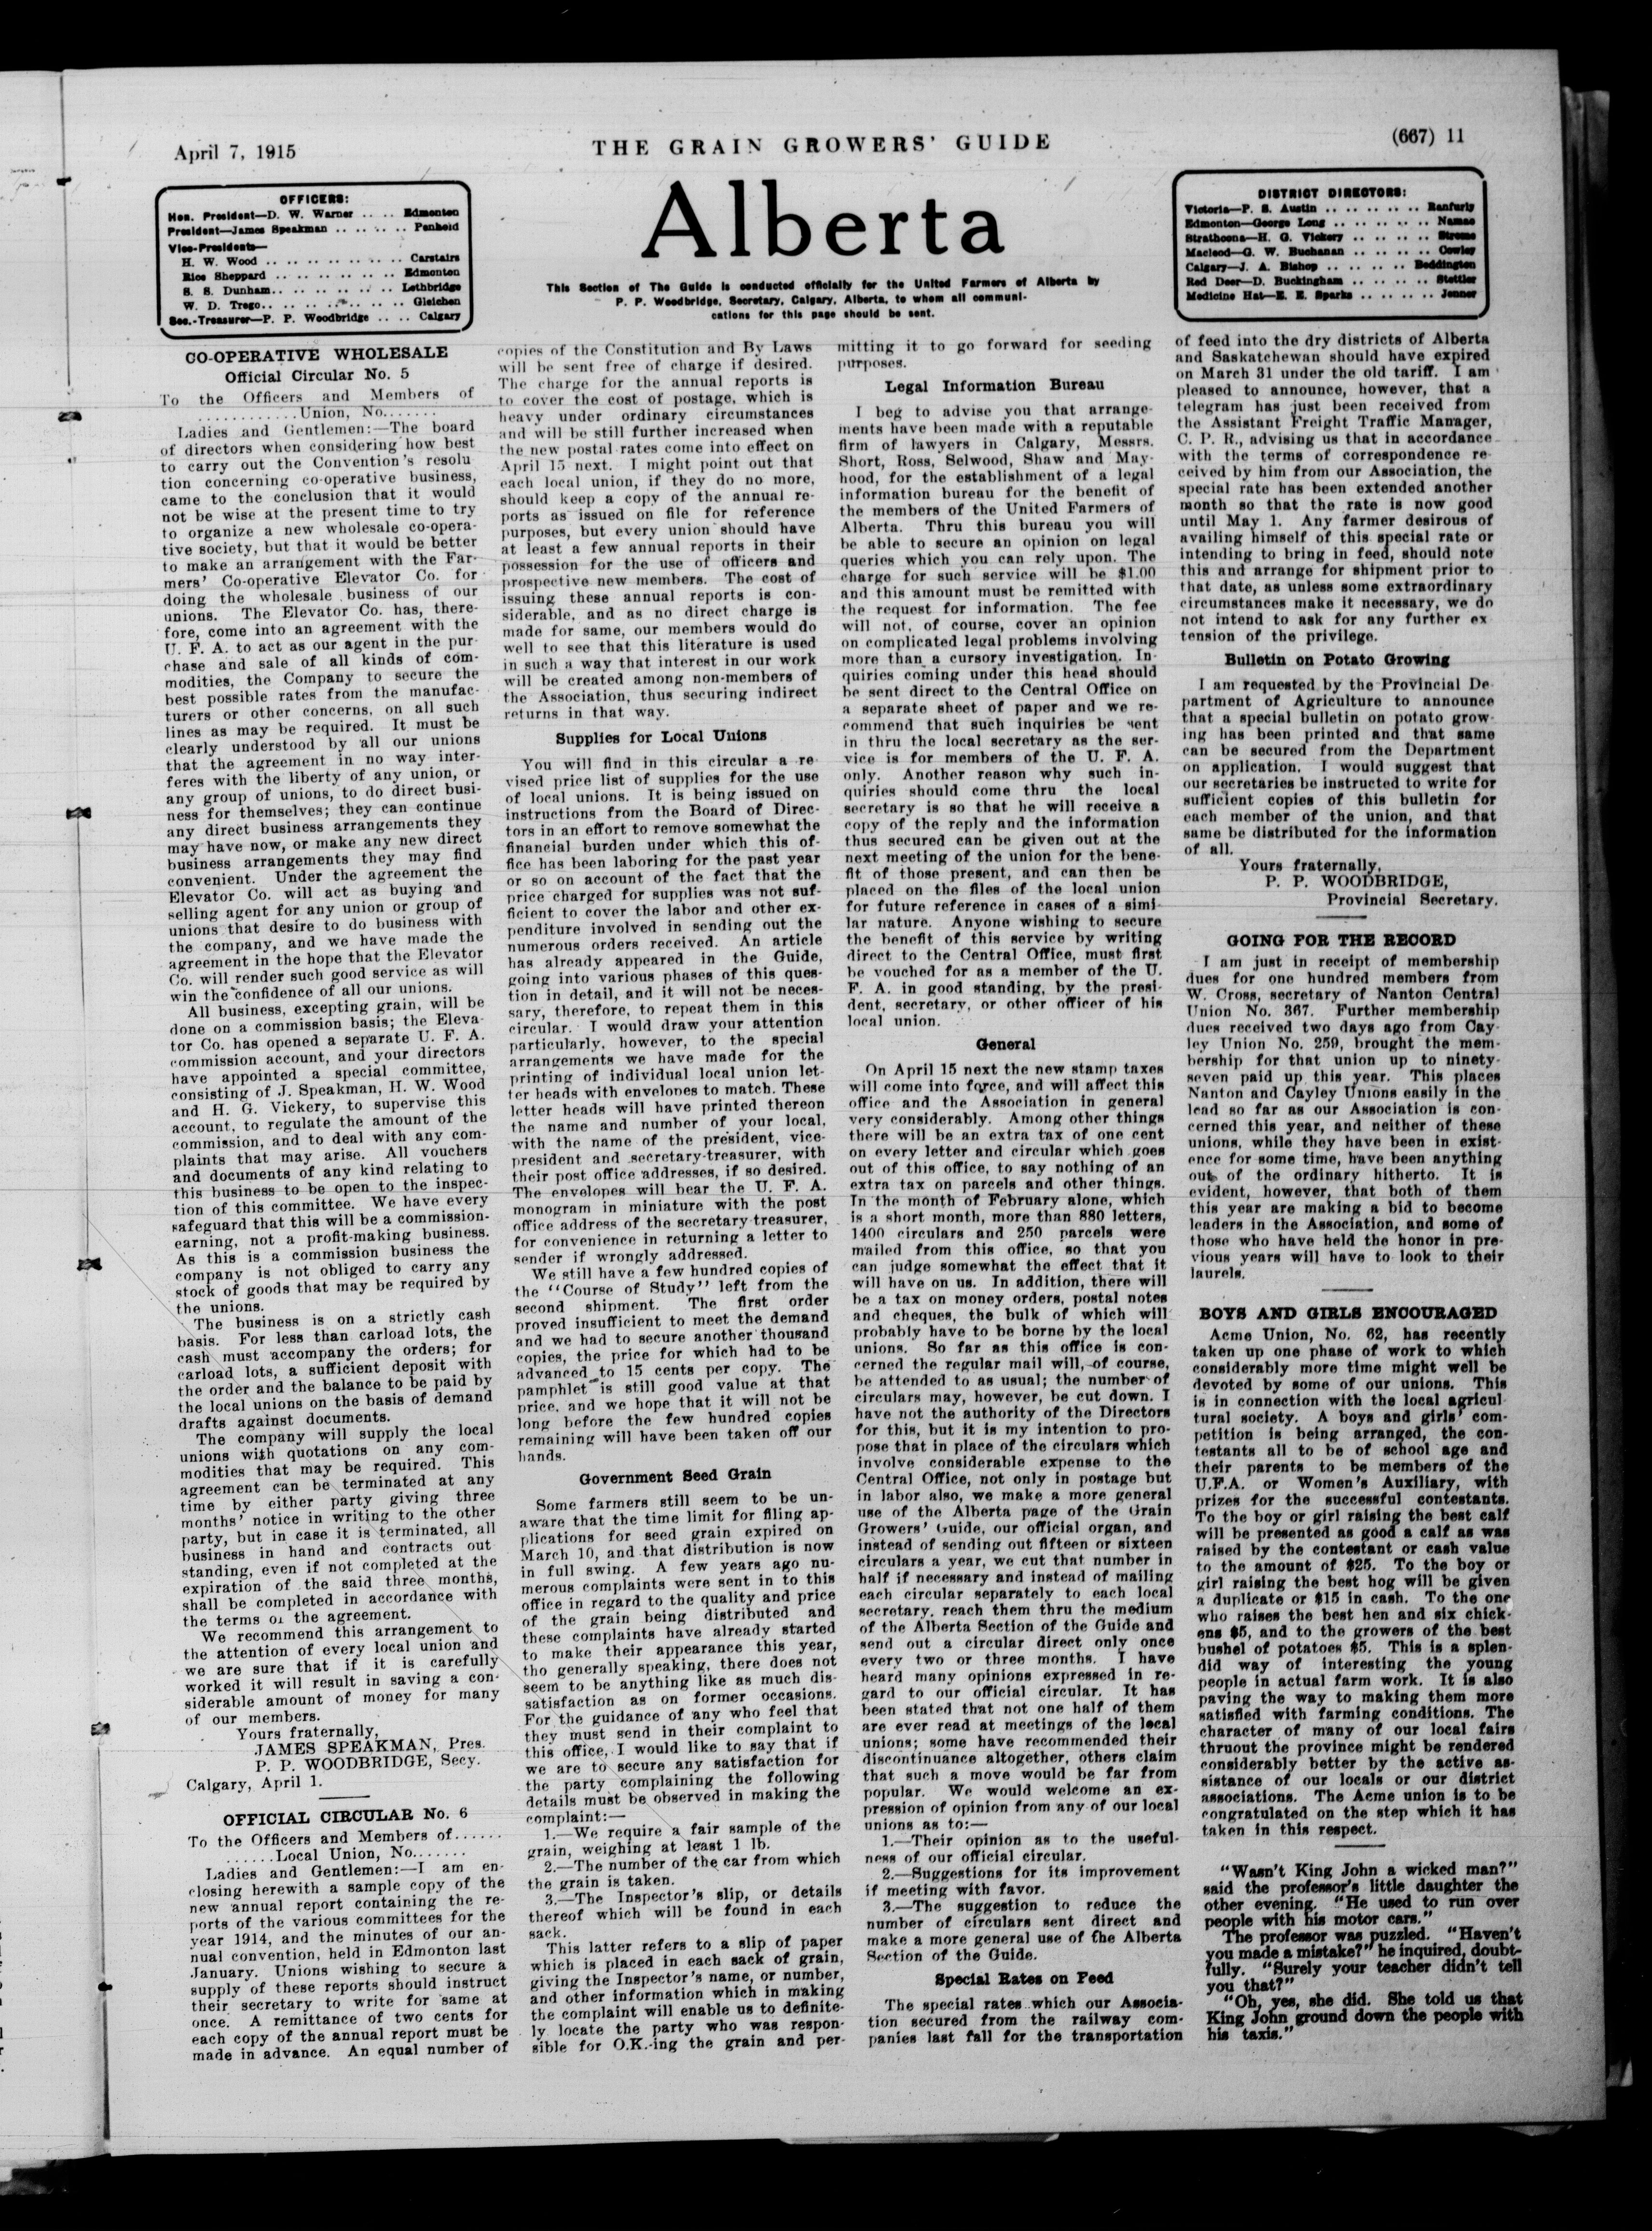 April 7, 1915
THE GRAIN GROWERS' GUIDE
(667) 11
OFFICERS:
Hon. President—D. W. Warner .. .. Edmonton
President—James Speakman .. .. .. .. Penhold
Vice-Presidents—
H. W. Wood .. .. .. .. .. .. .. Carstairs
Rice Sheppard .. .. .. .. .. .. Edmonton
S. S. Dunham.. .. .. .. .. .. .. Lethbridge
W. D. Trego.. .. .. .. .. .. .. Gleichen
Sec.-Treasurer—P. P. Woodbridge .. .. Calgary
Alberta
This Section of The Guide is conducted officially for the United Farmers of Alberta by
P. P. Woodbridge, Secretary, Calgary, Alberta, to whom all communi-
cations for this page should be sent.
DISTRICT DIRECTORS:
Victoria—P. S. Austin .. .. .. .. .. Ranfurly
Edmonton—George Long .. .. .. .. .. Namao
Strathcona—H. G. Vickery .. .. .. .. Strome
Macleod—G. W. Buchanan .. .. .. .. Cowley
Calgary—J. A. Bishop .. .. .. .. Beddington
Red Deer—D. Buckingham .. .. .. .. Stettler
Medicine Hat—E. E. Sparks .. .. .. .. Jenner
CO-OPERATIVE WHOLESALE
Official Circular No. 5
To the Officers and Members of
............Union, No.......
Ladies and Gentlemen:—The board
of directors when considering how best
to carry out the Convention's resolu
tion concerning co-operative business,
came to the conclusion that it would
not be wise at the present time to try
to organize a new wholesale co-opera-
tive society, but that it would be better
to make an arrangement with the Far-
mers' Co-operative Elevator Co. for
doing the wholesale business of our
unions. The Elevator Co. has, there-
fore, come into an agreement with the
U. F. A. to act as our agent in the pur-
chase and sale of all kinds of com-
modities, the Company to secure the
best possible rates from the manufac-
turers or other concerns, on all such
lines as may be required. It must be
clearly understood by all our unions
that the agreement in no way inter-
feres with the liberty of any union, or
any group of unions, to do direct busi-
ness for themselves; they can continue
any direct business arrangements they
may have now, or make any new direct
business arrangements they may find
convenient. Under the agreement the
Elevator Co. will act as buying and
selling agent for any union or group of
unions that desire to do business with
the company, and we have made the
agreement in the hope that the Elevator
Co. will render such good service as will
win the confidence of all our unions.
All business, excepting grain, will be
done on a commission basis; the Eleva-
tor Co. has opened a separate U. F. A.
commission account, and your directors
have appointed a special committee,
consisting of J. Speakman, H. W. Wood
and H. G. Vickery, to supervise this
account, to regulate the amount of the
commission, and to deal with any com-
plaints that may arise. All vouchers
and documents of any kind relating to
this business to be open to the inspec-
tion of this committee. We have every
safeguard that this will be a commission-
earning, not a profit-making business.
As this is a commission business the
company is not obliged to carry any
stock of goods that may be required by
the unions.
The business is on a strictly cash
basis. For less than carload lots, the
cash must accompany the orders; for
carload lots, a sufficient deposit with
the order and the balance to be paid by
the local unions on the basis of demand
drafts against documents.
The company will supply the local
unions with quotations on any com-
modities that may be required. This
agreement can be terminated at any
time by either party giving three
months' notice in writing to the other
party, but in case it is terminated, all
business in hand and contracts out
standing, even if not completed at the
expiration of the said three months,
shall be completed in accordance with
the terms of the agreement.
We recommend this arrangement to
the attention of every local union and
we are sure that if it is carefully
worked it will result in saving a con-
siderable amount of money for many
of our members.
Yours fraternally,
JAMES SPEAKMAN, Pres.
P. P. WOODBRIDGE, Secy.
Calgary, April 1.
OFFICIAL CIRCULAR No. 6
To the Officers and Members of......
......Local Union, No.......
Ladies and Gentlemen:—I am en-
closing herewith a sample copy of the
new annual report containing the re-
ports of the various committees for the
year 1914, and the minutes of our an-
nual convention, held in Edmonton last
January. Unions wishing to secure a
supply of these reports should instruct
their secretary to write for same at
once. A remittance of two cents for
each copy of the annual report must be
made in advance. An equal number of
copies of the Constitution and By Laws
will be sent free of charge if desired.
The charge for the annual reports is
to cover the cost of postage, which is
heavy under ordinary circumstances
and will be still further increased when
the new postal rates come into effect on
April 15 next. I might point out that
each local union, if they do no more,
should keep a copy of the annual re-
ports as issued on file for reference
purposes, but every union should have
at least a few annual reports in their
possession for the use of officers and
prospective new members. The cost of
issuing these annual reports is con-
siderable, and as no direct charge is
made for same, our members would do
well to see that this literature is used
in such a way that interest in our work
will be created among non-members of
the Association, thus securing indirect
returns in that way.
Supplies for Local Unions
You will find in this circular a re
vised price list of supplies for the use
of local unions. It is being issued on
instructions from the Board of Direc-
tors in an effort to remove somewhat the
financial burden under which this of-
fice has been laboring for the past year
or so on account of the fact that the
price charged for supplies was not suf-
ficient to cover the labor and other ex-
penditure involved in sending out the
numerous orders received. An article
has already appeared in the Guide,
going into various phases of this ques-
tion in detail, and it will not be neces-
sary, therefore, to repeat them in this
circular. I would draw your attention
particularly, however, to the special
arrangements we have made for the
printing of individual local union let-
ter heads with envelopes to match. These
letter heads will have printed thereon
the name and number of your local,
with the name of the president, vice-
president and secretary-treasurer, with
their post office addresses, if so desired.
The envelopes will bear the U. F. A.
monogram in miniature with the post
office address of the secretary-treasurer,
for convenience in returning a letter to
sender if wrongly addressed.
We still have a few hundred copies of
the "Course of Study" left from the
second shipment. The first order
proved insufficient to meet the demand
and we had to secure another thousand
copies, the price for which had to be
advanced to 15 cents per copy. The
pamphlet is still good value at that
price, and we hope that it will not be
long before the few hundred copies
remaining will have been taken off our
hands.
Government Seed Grain
Some farmers still seem to be un-
aware that the time limit for filing ap-
plications for seed grain expired on
March 10, and that distribution is now
in full swing. A few years ago nu-
merous complaints were sent in to this
office in regard to the quality and price
of the grain being distributed and
these complaints have already started
to make their appearance this year,
tho generally speaking, there does not
seem to be anything like as much dis-
satisfaction as on former occasions.
For the guidance of any who feel that
they must send in their complaint to
this office, I would like to say that if
we are to secure any satisfaction for
the party complaining the following
details must be observed in making the
complaint:—
1.—We require a fair sample of the
grain, weighing at least 1 lb.
2.—The number of the car from which
the grain is taken.
3.—The Inspector's slip, or details
thereof which will be found in each
sack.
This latter refers to a slip of paper
which is placed in each sack of grain,
giving the Inspector's name, or number,
and other information which in making
the complaint will enable us to definite-
ly locate the party who was respon-
sible for O.K.-ing the grain and per-
mitting it to go forward for seeding
purposes.
Legal Information Bureau
I beg to advise you that arrange-
ments have been made with a reputable
firm of lawyers in Calgary, Messrs.
Short, Ross, Selwood, Shaw and May-
hood, for the establishment of a legal
information bureau for the benefit of
the members of the United Farmers of
Alberta. Thru this bureau you will
be able to secure an opinion on legal
queries which you can rely upon. The
charge for such service will be $1.00
and this amount must be remitted with
the request for information. The fee
will not, of course, cover an opinion
on complicated legal problems involving
more than a cursory investigation. In-
quiries coming under this head should
be sent direct to the Central Office on
a separate sheet of paper and we re-
commend that such inquiries be sent
in thru the local secretary as the ser-
vice is for members of the U. F. A.
only. Another reason why such in-
quiries should come thru the local
secretary is so that he will receive a
copy of the reply and the information
thus secured can be given out at the
next meeting of the union for the bene-
fit of those present, and can then be
placed on the files of the local union
for future reference in cases of a simi-
lar nature. Anyone wishing to secure
the benefit of this service by writing
direct to the Central Office, must first
be vouched for as a member of the U.
F. A. in good standing, by the presi-
dent, secretary, or other officer of his
local union.
General
On April 15 next the new stamp taxes
will come into force, and will affect this
office and the Association in general
very considerably. Among other things
there will be an extra tax of one cent
on every letter and circular which goes
out of this office, to say nothing of an
extra tax on parcels and other things.
In the month of February alone, which
is a short month, more than 880 letters,
1400 circulars and 250 parcels were
mailed from this office, so that you
can judge somewhat the effect that it
will have on us. In addition, there will
be a tax on money orders, postal notes
and cheques, the bulk of which will
probably have to be borne by the local
unions. So far as this office is con-
cerned the regular mail will, of course,
be attended to as usual; the number of
circulars may, however, be cut down. I
have not the authority of the Directors
for this, but it is my intention to pro-
pose that in place of the circulars which
involve considerable expense to the
Central Office, not only in postage but
in labor also, we make a more general
use of the Alberta page of the Grain
Growers' Guide, our official organ, and
instead of sending out fifteen or sixteen
circulars a year, we cut that number in
half if necessary and instead of mailing
each circular separately to each local
secretary, reach them thru the medium
of the Alberta Section of the Guide and
send out a circular direct only once
every two or three months. I have
heard many opinions expressed in re-
gard to our official circular. It has
been stated that not one half of them
are ever read at meetings of the local
unions; some have recommended their
discontinuance altogether, others claim
that such a move would be far from
popular. We would welcome an ex-
pression of opinion from any of our local
unions as to:—
1.—Their opinion as to the useful-
ness of our official circular.
2.—Suggestions for its improvement
if meeting with favor.
3.—The suggestion to reduce the
number of circulars sent direct and
make a more general use of the Alberta
Section of the Guide.
Special Rates on Feed
The special rates which our Associa-
tion secured from the railway com-
panies last fall for the transportation
of feed into the dry districts of Alberta
and Saskatchewan should have expired
on March 31 under the old tariff. I am
pleased to announce, however, that a
telegram has just been received from
the Assistant Freight Traffic Manager,
C. P. R., advising us that in accordance
with the terms of correspondence re
ceived by him from our Association, the
special rate has been extended another
month so that the rate is now good
until May 1. Any farmer desirous of
availing himself of this special rate or
intending to bring in feed, should note
this and arrange for shipment prior to
that date, as unless some extraordinary
circumstances make it necessary, we do
not intend to ask for any further ex
tension of the privilege.
Bulletin on Potato Growing
I am requested by the Provincial De
partment of Agriculture to announce
that a special bulletin on potato grow-
ing has been printed and that same
can be secured from the Department
on application. I would suggest that
our secretaries be instructed to write for
sufficient copies of this bulletin for
each member of the union, and that
same be distributed for the information
of all.
Yours fraternally,
P. P. WOODBRIDGE,
Provincial Secretary.
GOING FOR THE RECORD
I am just in receipt of membership
dues for one hundred members from
W. Cross, secretary of Nanton Central
Union No. 367. Further membership
dues received two days ago from Cay-
ley Union No. 259, brought the mem-
bership for that union up to ninety-
seven paid up this year. This places
Nanton and Cayley Unions easily in the
lead so far as our Association is con-
cerned this year, and neither of these
unions, while they have been in exist-
ence for some time, have been anything
out of the ordinary hitherto. It is
evident, however, that both of them
this year are making a bid to become
leaders in the Association, and some of
those who have held the honor in pre-
vious years will have to look to their
laurels.
BOYS AND GIRLS ENCOURAGED
Acme Union, No. 62, has recently
taken up one phase of work to which
considerably more time might well be
devoted by some of our unions. This
is in connection with the local agricul
tural society. A boys and girls' com-
petition is being arranged, the con-
testants all to be of school age and
their parents to be members of the
U.F.A. or Women's Auxiliary, with
prizes for the successful contestants.
To the boy or girl raising the best calf
will be presented as good a calf as was
raised by the contestant or cash value
to the amount of $25. To the boy or
girl raising the best hog will be given
a duplicate or $15 in cash. To the one
who raises the best hen and six chick-
ens $5, and to the growers of the best
bushel of potatoes $5. This is a splen-
did way of interesting the young
people in actual farm work. It is also
paving the way to making them more
satisfied with farming conditions. The
character of many of our local fairs
thruout the province might be rendered
considerably better by the active as-
sistance of our locals or our district
associations. The Acme union is to be
congratulated on the step which it has
taken in this respect.
"Wasn't King John a wicked man?"
said the professor's little daughter the
other evening. "He used to run over
people with his motor cars."
The professor was puzzled. "Haven't
you made a mistake?" he inquired, doubt-
fully. "Surely your teacher didn't tell
you that?"
"Oh, yes, she did. She told us that
King John ground down the people with
his taxis."